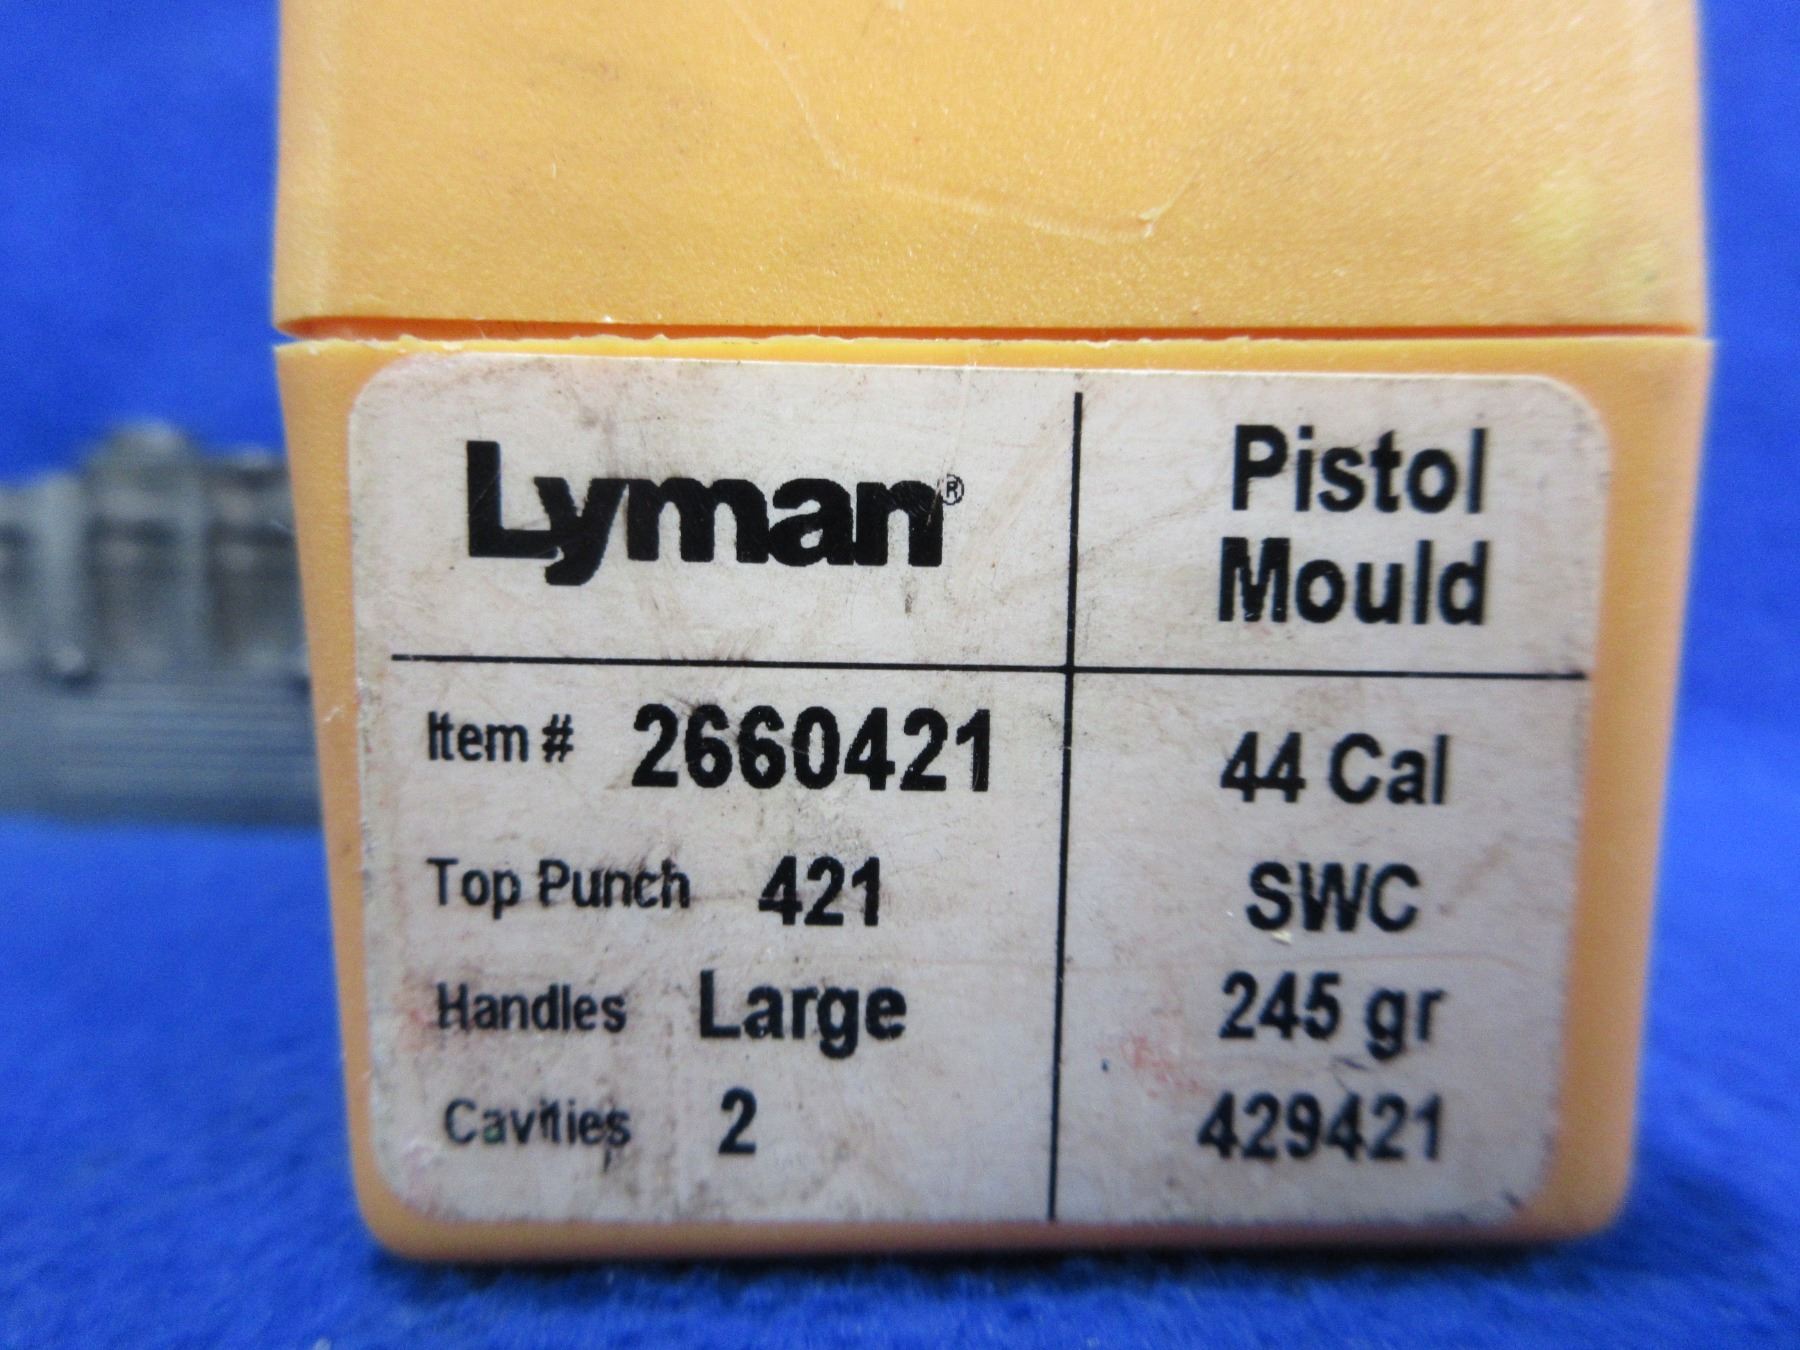 Lyman®
Pistol
Mould
Item # 2660421
Top Punch 421
Handles Large
Cavities 2
44 Cal
SWC
245 gr
429421